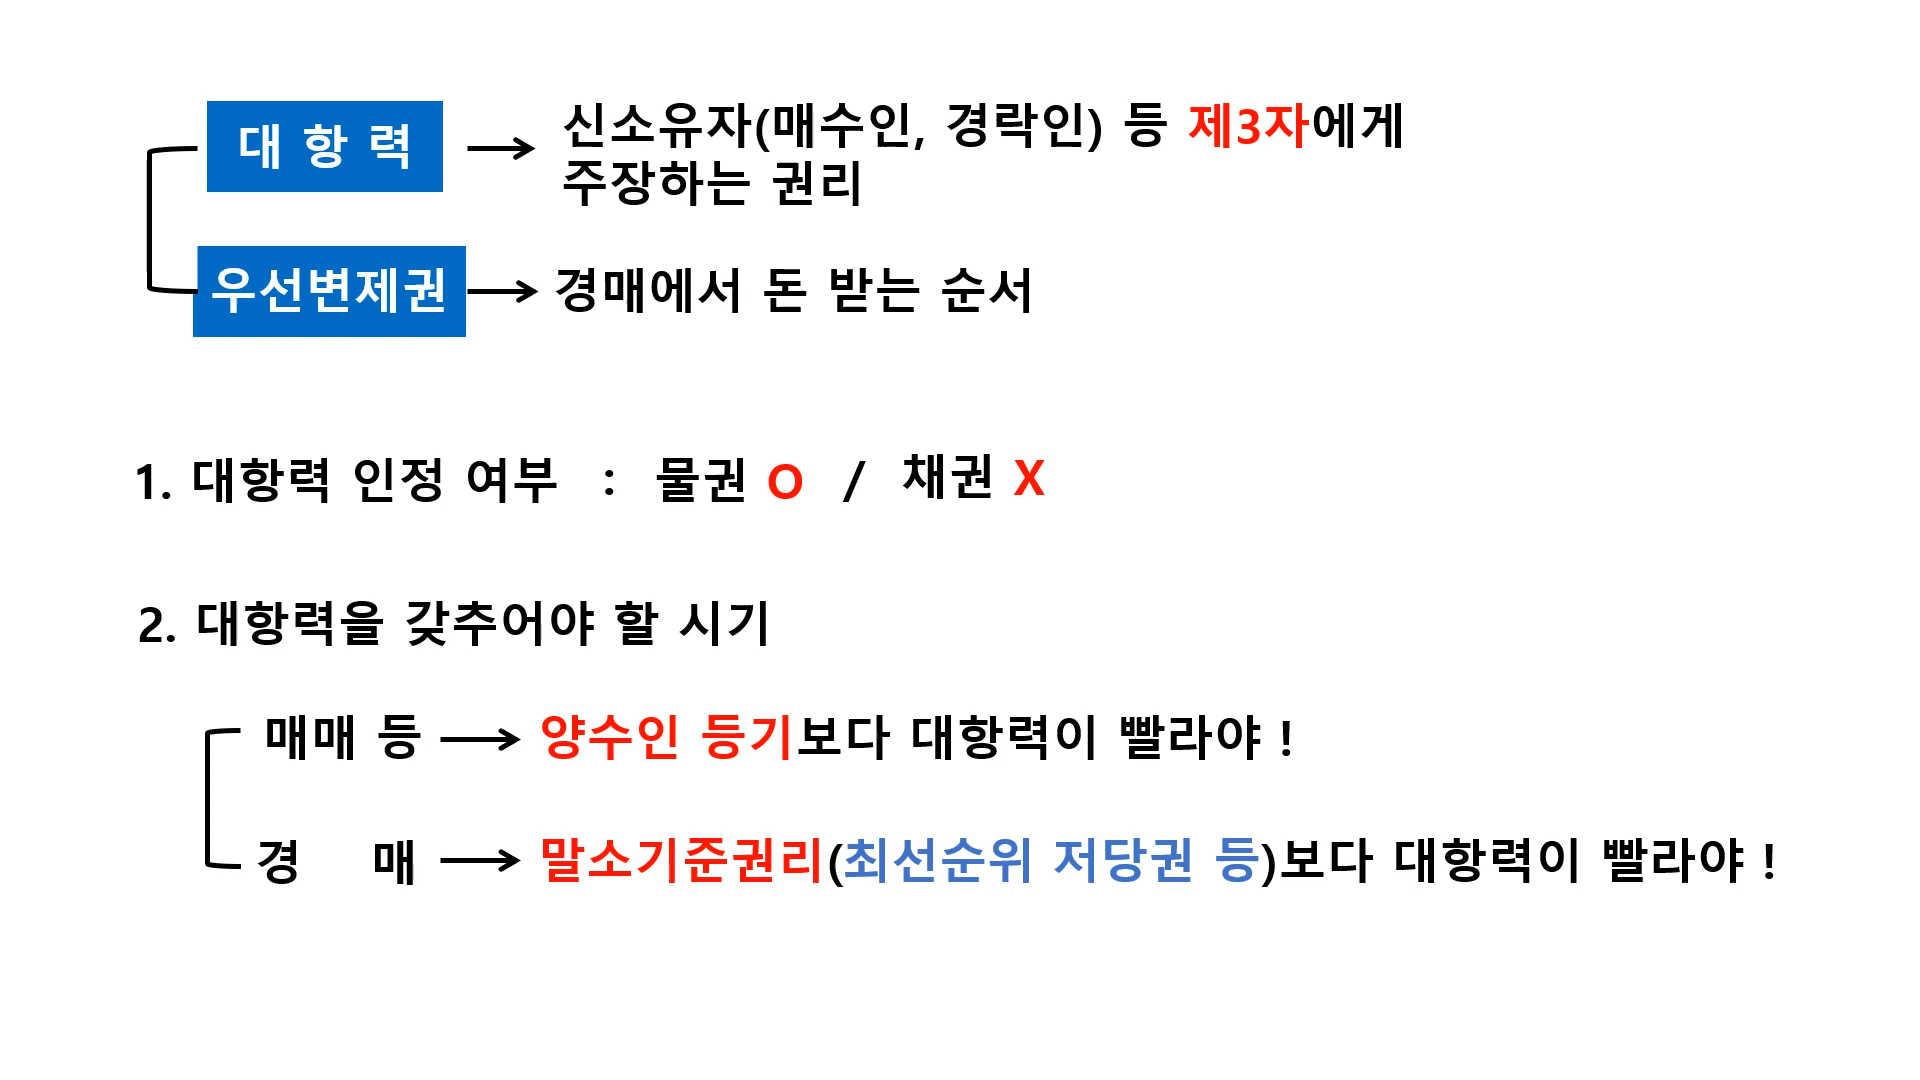 대 항 력 → 신소유자(매수인, 경락인) 등 제3자에게
주장하는 권리
우선변제권 → 경매에서 돈 받는 순서
1. 대항력 인정 여부 : 물권 O / 채권 X
2. 대항력을 갖추어야 할 시기
매매 등 → 양수인 등기보다 대항력이 빨라야 !
경 매 → 말소기준권리(최선순위 저당권 등)보다 대항력이 빨라야 !